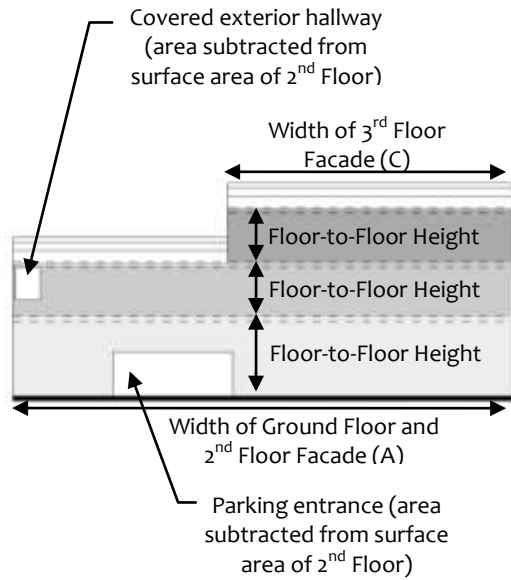 Covered exterior hallway
(area subtracted from
surface area of 2nd Floor)
Width of 3rd Floor
Facade (C)
Floor-to-Floor Height
Floor-to-Floor Height
Floor-to-Floor Height
Width of Ground Floor and
2nd Floor Facade (A)
Parking entrance (area
subtracted from surface
area of 2nd Floor)